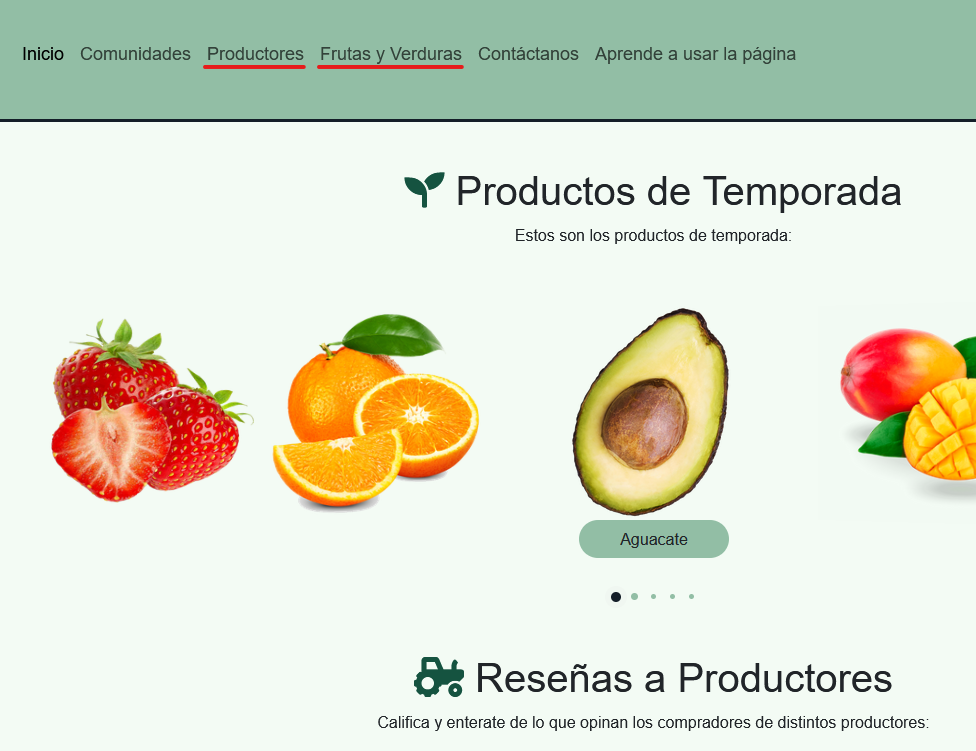 Inicio Comunidades Productores Frutas y Verduras Contáctanos Aprende a usar la página
Productos de Temporada
Estos son los productos de temporada:
Aguacate
Reseñas a Productores
Califica y enterate de lo que opinan los compradores de distintos productores: